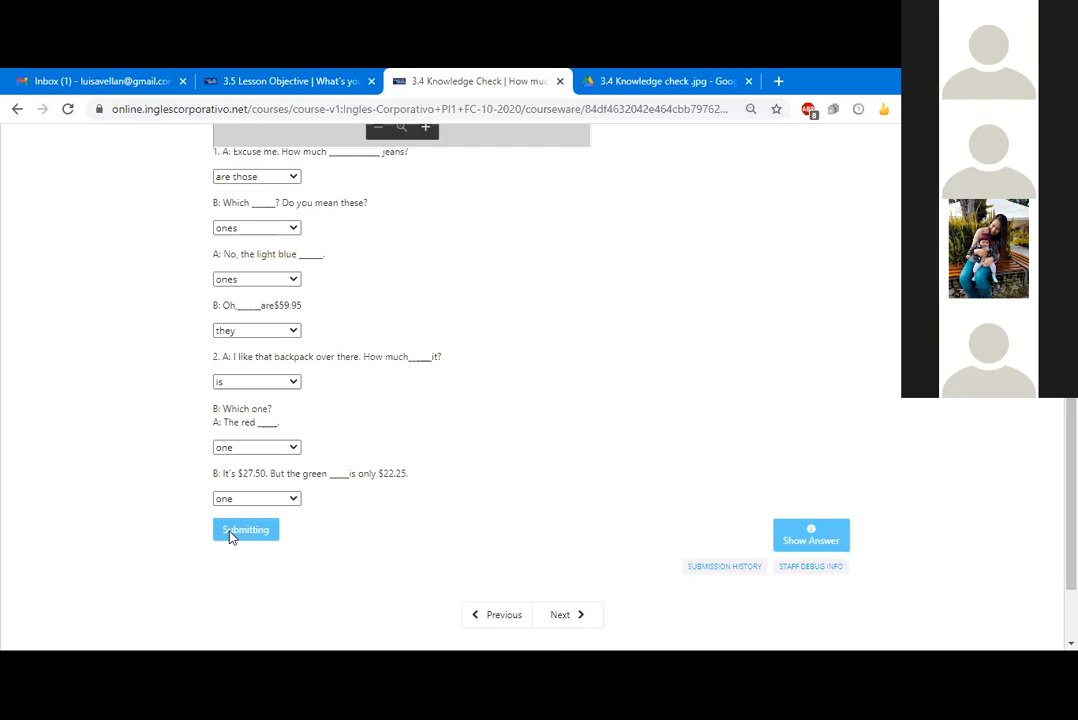 Inbox (1) - luisavellan@gmail.co
3.5 Lesson Objective | What's yo
3.4 Knowledge Check | How muc
3.4 Knowledge check .jpg - Goog
online.inglescorporativo.net/courses/course-v1:Ingles-Corporativo+PI1+FC-10-2020/courseware/84df4632042e464cbb79762...
8
1. A: Excuse me. How much ____________ jeans?
are those
B: Which _____? Do you mean these?
ones
A: No, the light blue _____.
ones
B: Oh,_____are$59.95
they
2. A: I like that backpack over there. How much_____it?
is
B: Which one?
A: The red ____.
one
B: It's $27.50. But the green ____is only $22.25.
one
Submitting
Show Answer
SUBMISSION HISTORY
STAFF DEBUG INFO
Previous
Next